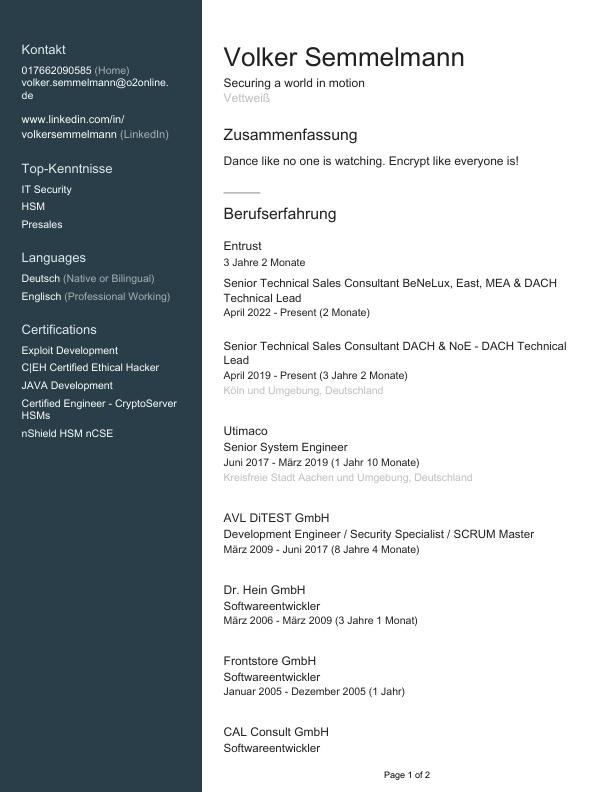 Kontakt
017662090585 (Home)
volker.semmelmann@o2online.
de
www.linkedin.com/in/
volkersemmelmann (LinkedIn)
Top-Kenntnisse
IT Security
HSM
Presales
Languages
Deutsch (Native or Bilingual)
Englisch (Professional Working)
Certifications
Exploit Development
C|EH Certified Ethical Hacker
JAVA Development
Certified Engineer - CryptoServer
HSMs
nShield HSM nCSE
Volker Semmelmann
Securing a world in motion
Vettweiß
Zusammenfassung
Dance like no one is watching. Encrypt like everyone is!
Berufserfahrung
Entrust
3 Jahre 2 Monate
Senior Technical Sales Consultant BeNeLux, East, MEA & DACH
Technical Lead
April 2022 - Present (2 Monate)
Senior Technical Sales Consultant DACH & NoE - DACH Technical
Lead
April 2019 - Present (3 Jahre 2 Monate)
Köln und Umgebung, Deutschland
Utimaco
Senior System Engineer
Juni 2017 - März 2019 (1 Jahr 10 Monate)
Kreisfreie Stadt Aachen und Umgebung, Deutschland
AVL DiTEST GmbH
Development Engineer / Security Specialist / SCRUM Master
März 2009 - Juni 2017 (8 Jahre 4 Monate)
Dr. Hein GmbH
Softwareentwickler
März 2006 - März 2009 (3 Jahre 1 Monat)
Frontstore GmbH
Softwareentwickler
Januar 2005 - Dezember 2005 (1 Jahr)
CAL Consult GmbH
Softwareentwickler
Page 1 of 2